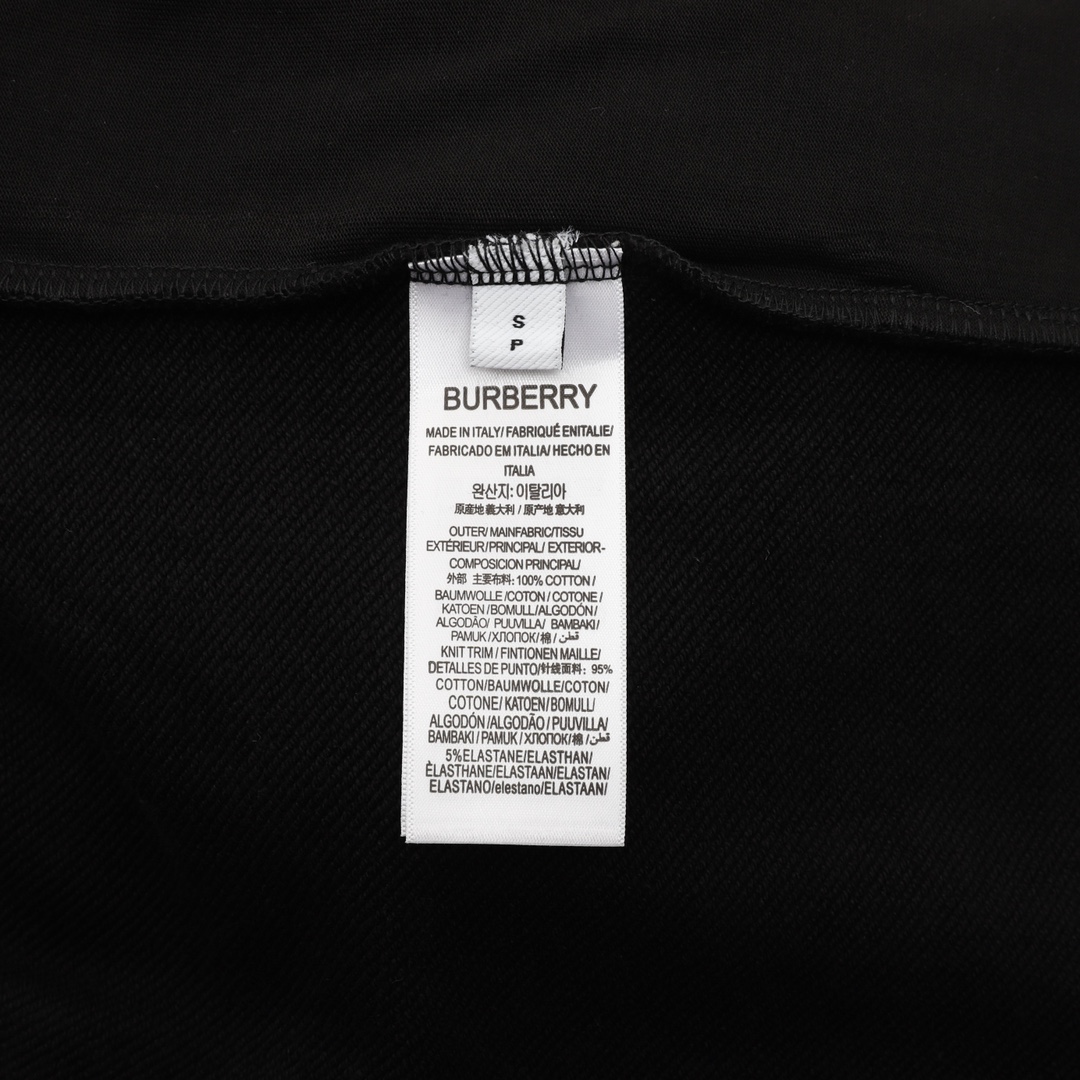 S
P
BURBERRY
MADE IN ITALY/ FABRIQUÉ ENITALIE/
FABRICADO EM ITALIA/ HECHO EN
ITALIA
완산지: 이탈리아
原産地 義大利 / 原产地 意大利
OUTER/ MAINFABRIC/TISSU
EXTÉRIEUR/PRINCIPAL/ EXTERIOR-
COMPOSICION PRINCIPAL/
外部 主要布料: 100% COTTON /
BAUMWOLLE /COTON / COTONE /
KATOEN /BOMULL/ALGODÓN /
ALGODÃO/ PUUVILLA/ BAMBAKI /
PAMUK /ХЛОПОК/棉 / قطن
KNIT TRIM / FINTIONEN MAILLE/
DETALLES DE PUNTO/针线面料: 95%
COTTON/BAUMWOLLE/COTON/
COTONE/ KATOEN/BOMULL/
ALGODÓN /ALGODÃO / PUUVILLA/
BAMBAKI / PAMUK / ХЛОПОК/棉 / قطن
5%ELASTANE/ELASTHAN/
ÈLASTHANE/ELASTAAN/ELASTAN/
ELASTANO/elestano/ELASTAAN/